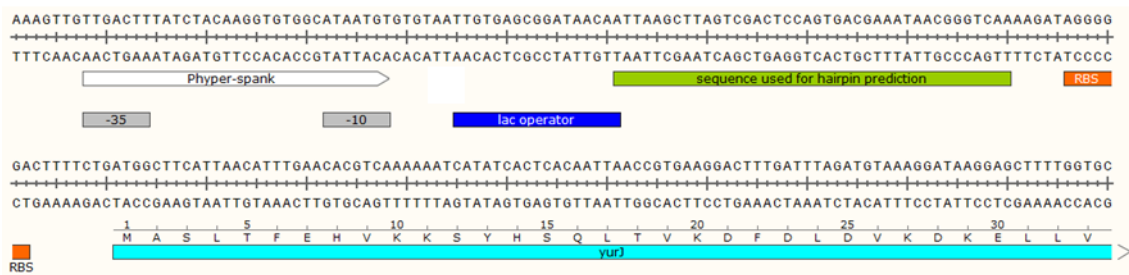 AAAGTTGTTGACTTTATCTACAAGGTGTGGCATAATGTGTGTAATTGTGAGCGGATAACAATTAAGCTTAGTCGACTCCAGTGACGAAATAACGGGTCAAAAGATAGGGG
TTTCAACAACTGAAATAGATGTTCCACACCGTATTACACACATTAACACTCGCCTATTGTTAATTCGAATCAGCTGAGGTCACTGCTTTATTGCCCAGTTTTCTATCCCC
Phyper-spank sequence used for hairpin prediction RBS
-35 -10 lac operator
GACTTTTCTGATGGCTTCATTAACATTTGAACACGTCAAAAAATCATATCACTCACAATTAACCGTGAAGGACTTTGATTTAGATGTAAAGGATAAGGAGCTTTTGGTGC
CTGAAAAGACTACCGAAGTAATTGTAAACTTGTGCAGTTTTTTAGTATAGTGAGTGTTAATTGGCACTTCCTGAAACTAAATCTACATTTCCTATTCCTCGAAAACCACG
1 5 10 15 20 25 30
M A S L T F E H V K K S Y H S Q L T V K D F D L D V K D K E L L V
yurJ
RBS